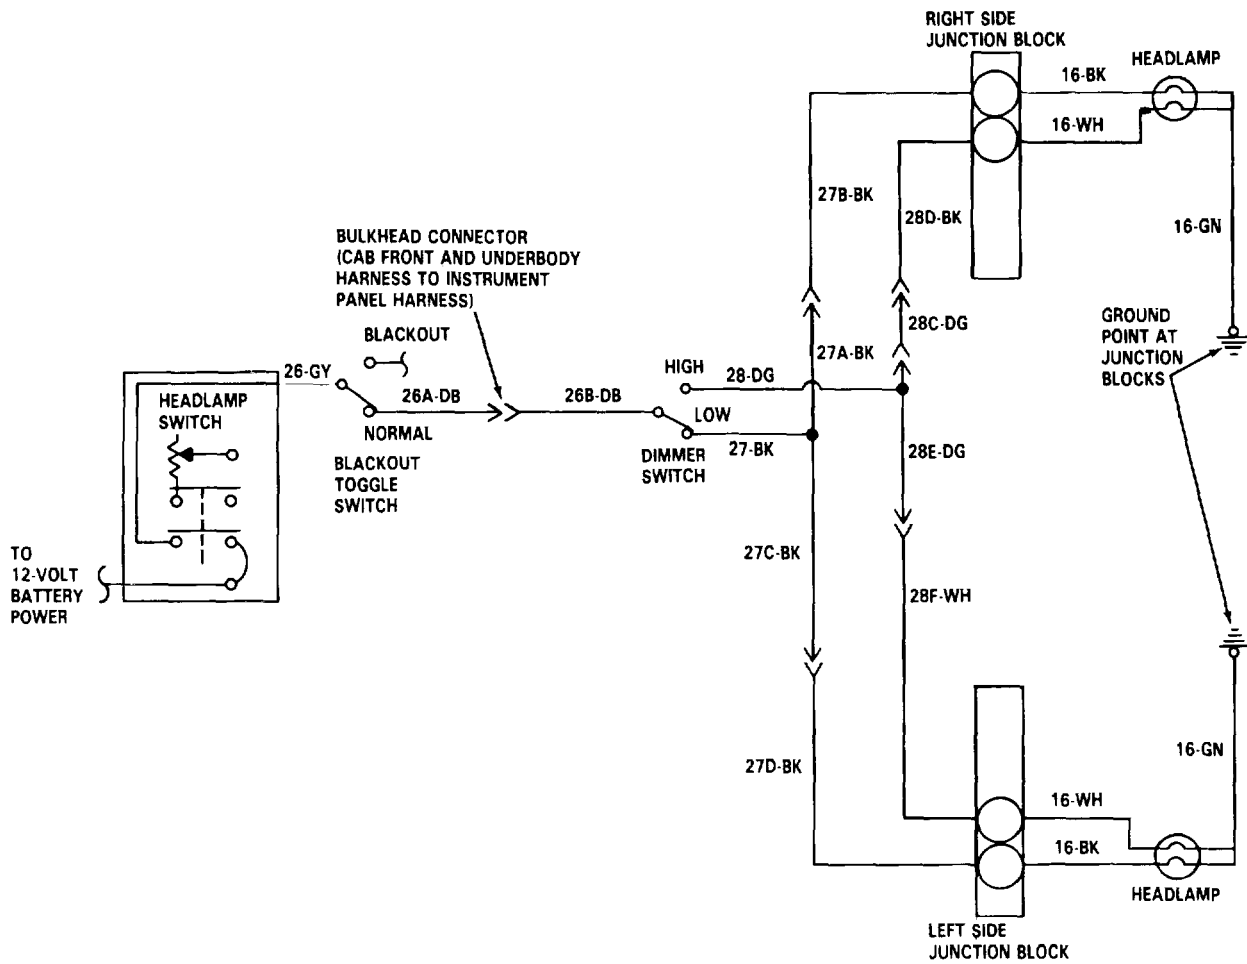 RIGHT SIDE
JUNCTION BLOCK
HEADLAMP
16-BK
16-WH
27B-BK
28D-BK
16-GN
BULKHEAD CONNECTOR
(CAB FRONT AND UNDERBODY
HARNESS TO INSTRUMENT
PANEL HARNESS)
BLACKOUT
28C-DG
GROUND
POINT AT
JUNCTION
BLOCKS
27A-BK
26-GY
HEADLAMP
SWITCH
26A-DB
NORMAL
BLACKOUT
TOGGLE
SWITCH
26B-DB
HIGH
28-DG
LOW
27-BK
DIMMER
SWITCH
28E-DG
TO
12-VOLT
BATTERY
POWER
27C-BK
28F-WH
27D-BK
16-GN
16-WH
16-BK
HEADLAMP
LEFT SIDE
JUNCTION BLOCK